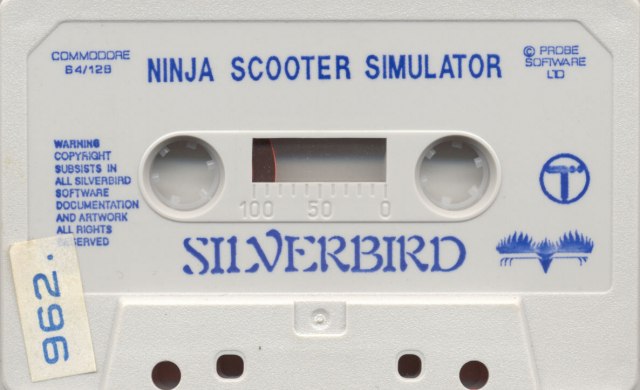 COMMODORE
64/128
NINJA SCOOTER SIMULATOR
© PROBE
SOFTWARE
LTD
WARNING
COPYRIGHT
SUBSISTS IN
ALL SILVERBIRD
SOFTWARE
DOCUMENTATION
AND ARTWORK
ALL RIGHTS
RESERVED
100 50 0
SILVERBIRD
962.